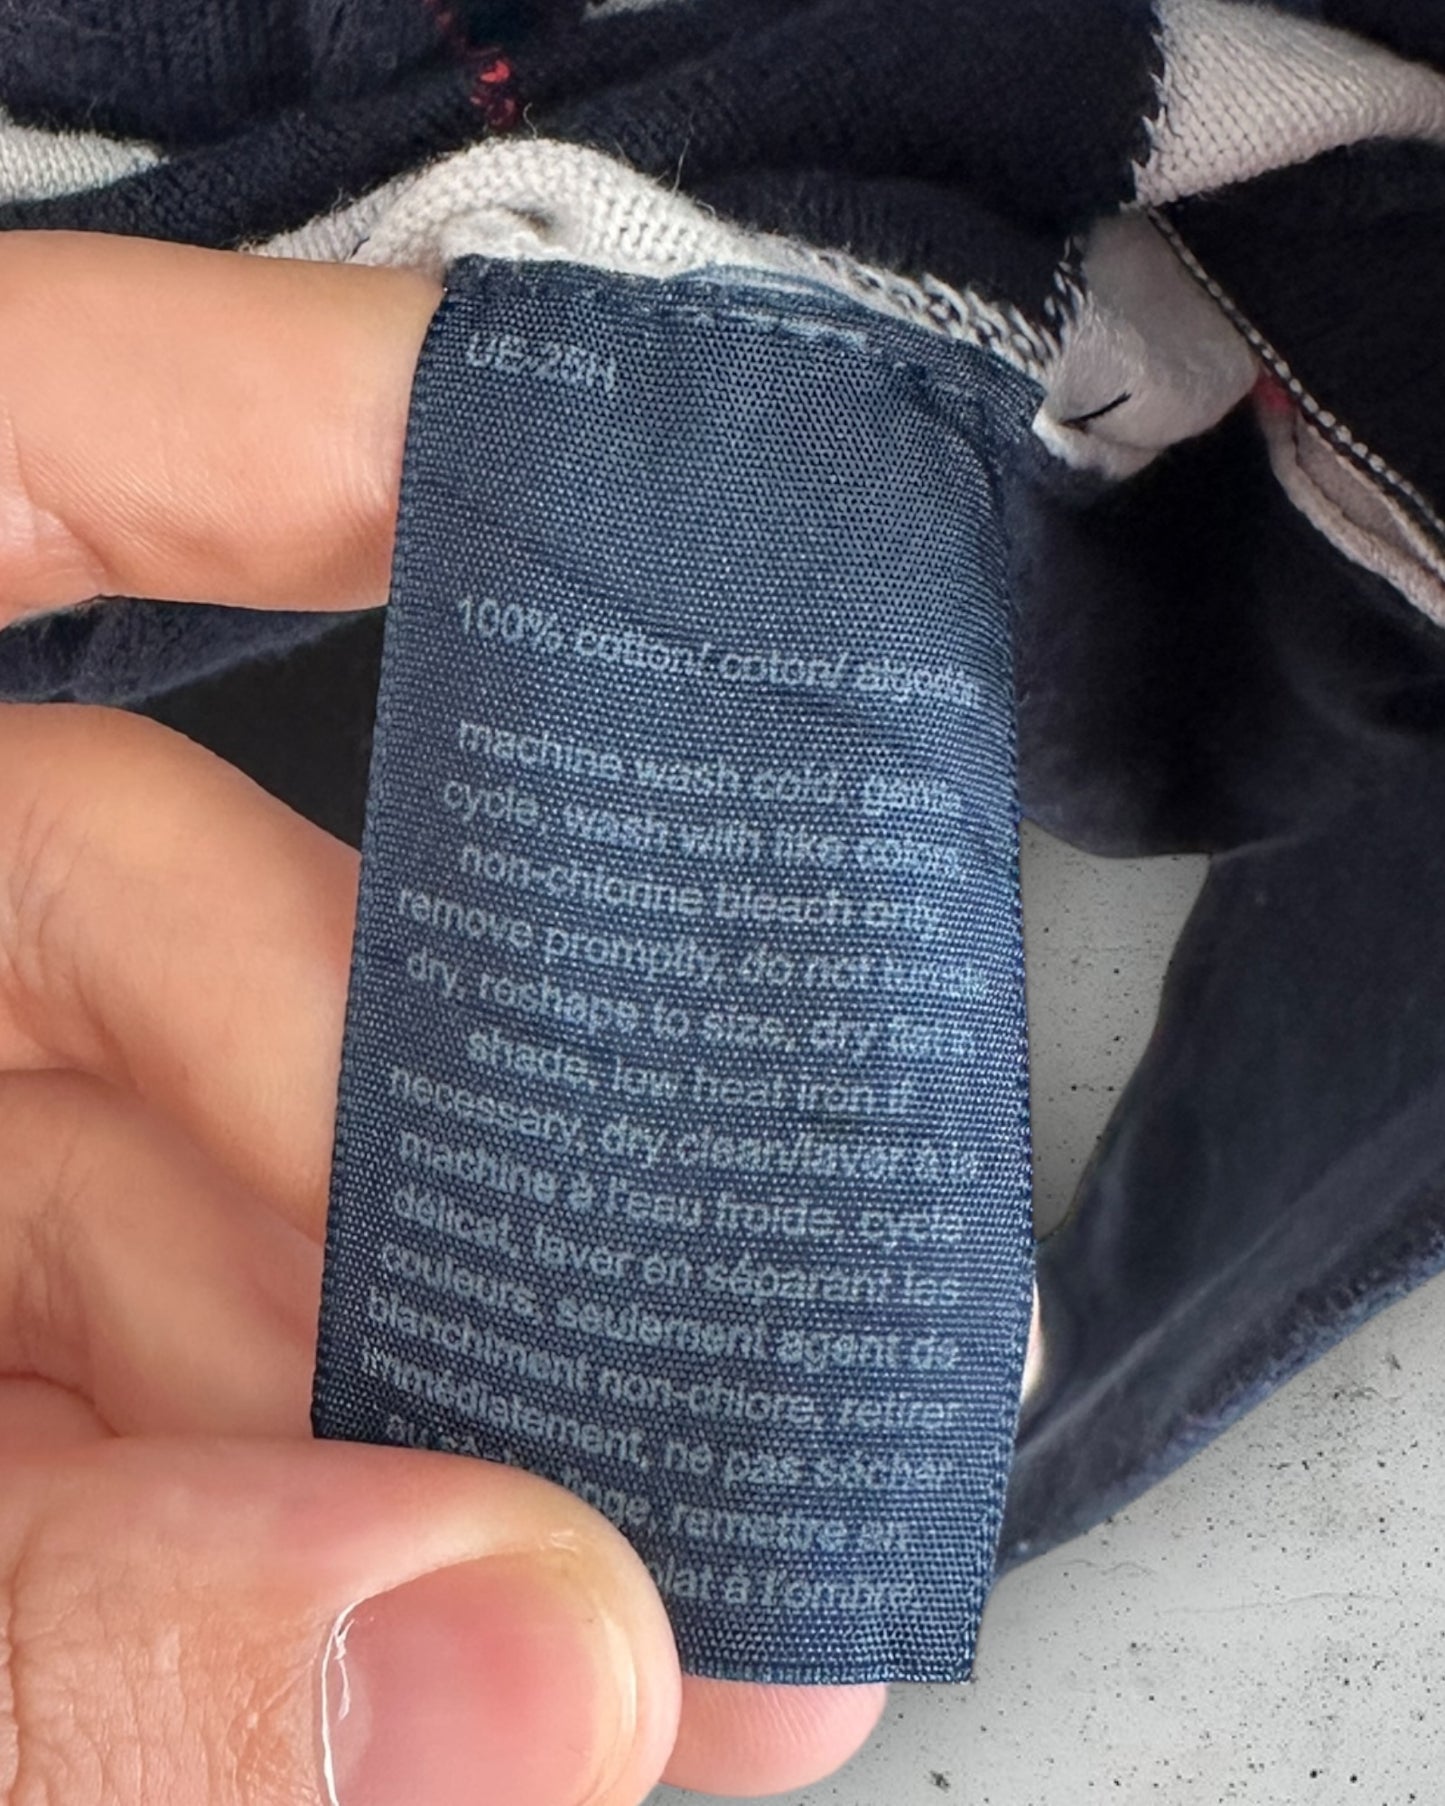 100% cotton/ coton/ algodón
machine wash cold, gentle
cycle, wash with like colors,
non-chlorine bleach only,
remove promptly, do not tumble
dry, reshape to size, dry flat in
shade, low heat iron if
necessary, dry clean/laver à la
machine à l'eau froide, cycle
délicat, laver en séparant les
couleurs, seulement agent de
blanchiment non-chlore, retirer
immédiatement, ne pas sécher
remettre en
plat à l'ombre,